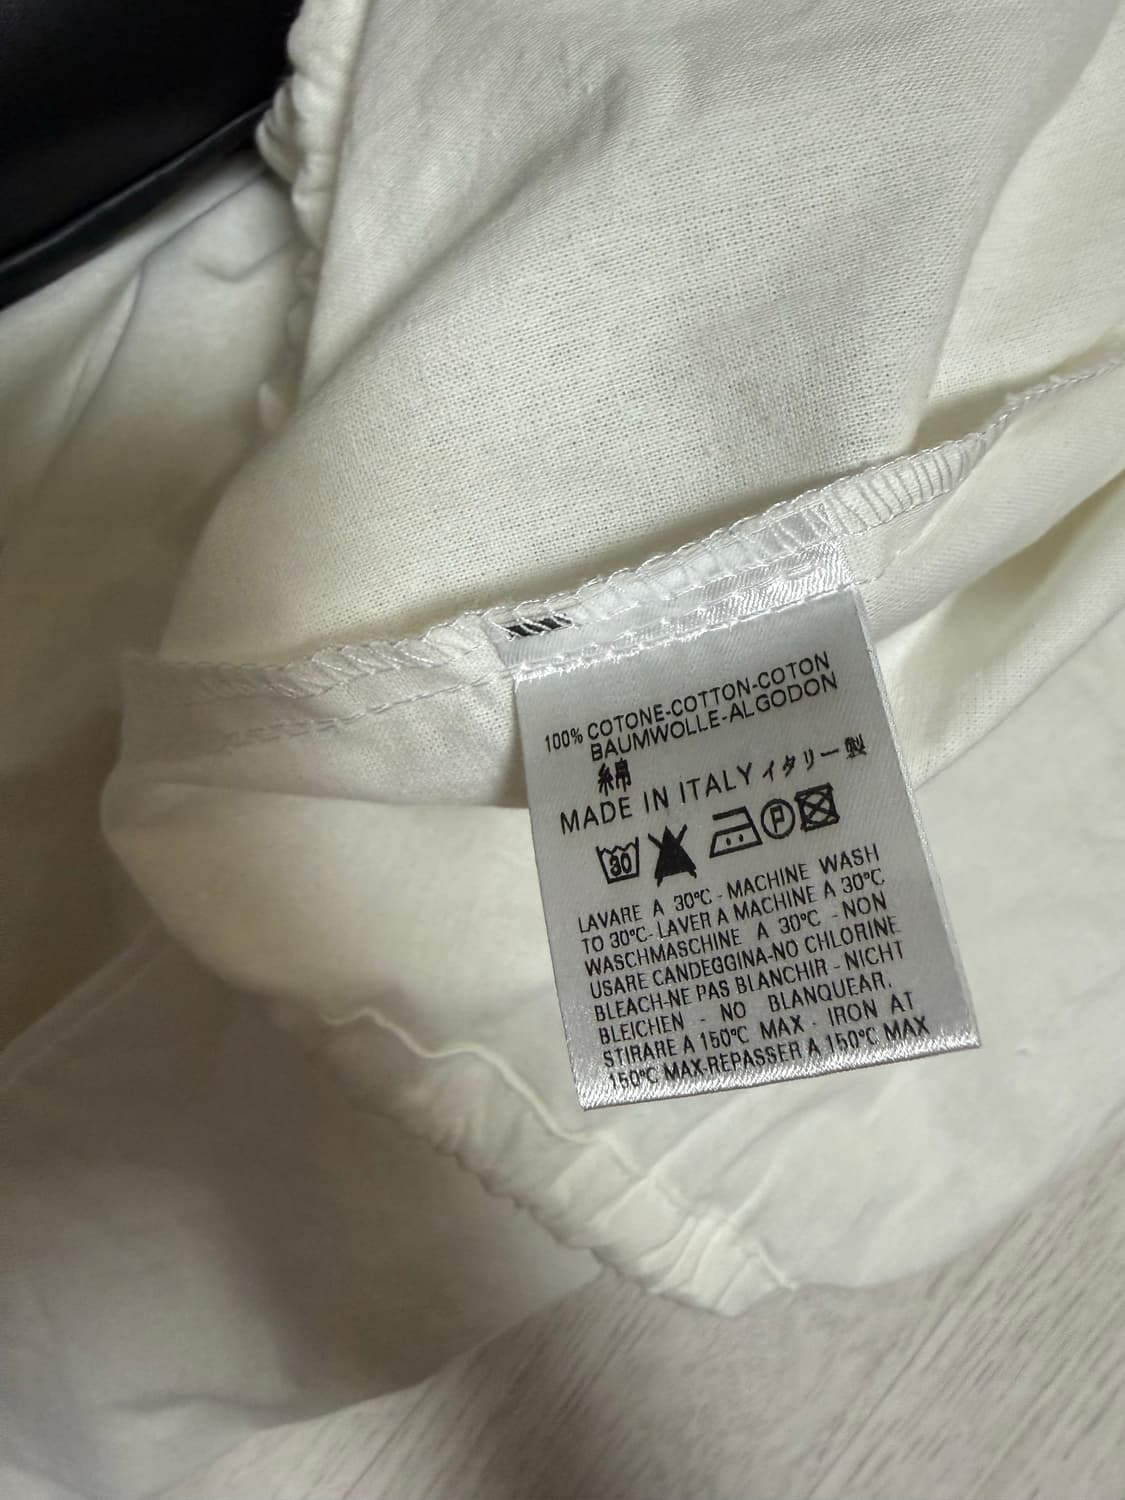 100% COTONE-COTTON-COTON
BAUMWOLLE-ALGODON
綿
MADE IN ITALY イタリー製
30 P
LAVARE A 30°C - MACHINE WASH
TO 30°C- LAVER A MACHINE A 30°C
WASCHMASCHINE A 30°C - NON
USARE CANDEGGINA-NO CHLORINE
BLEACH-NE PAS BLANCHIR - NICHT
BLEICHEN - NO BLANQUEAR.
STIRARE A 150°C MAX - IRON AT
150°C MAX-REPASSER A 150°C MAX